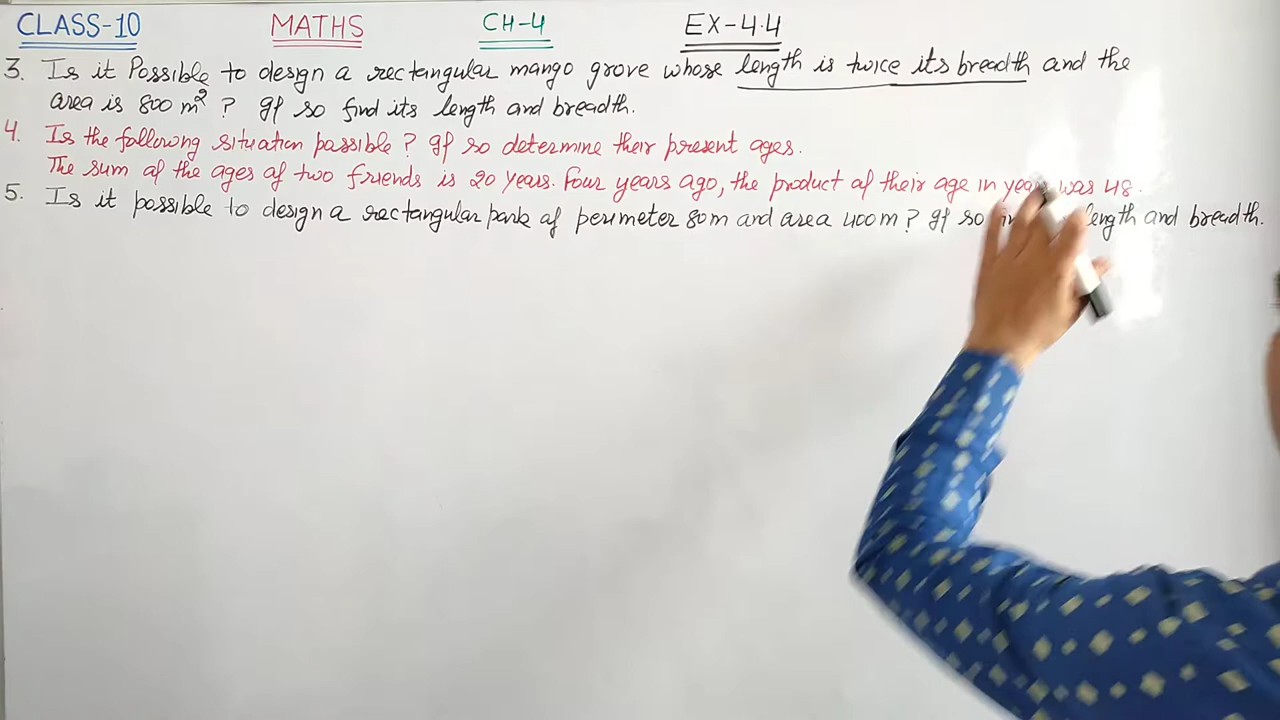 CLASS-10 MATHS CH-4 EX-4.4
3. Is it Possible to design a rectangular mango grove whose length is twice its breadth and the
area is 800 m² ? If so find its length and breadth.
4. Is the following situation possible ? If so determine their present ages.
The sum of the ages of two friends is 20 years. Four years ago, the product of their age in years was 48.
5. Is it possible to design a rectangular park of perimeter 80m and area 400m ? If so length and breadth.